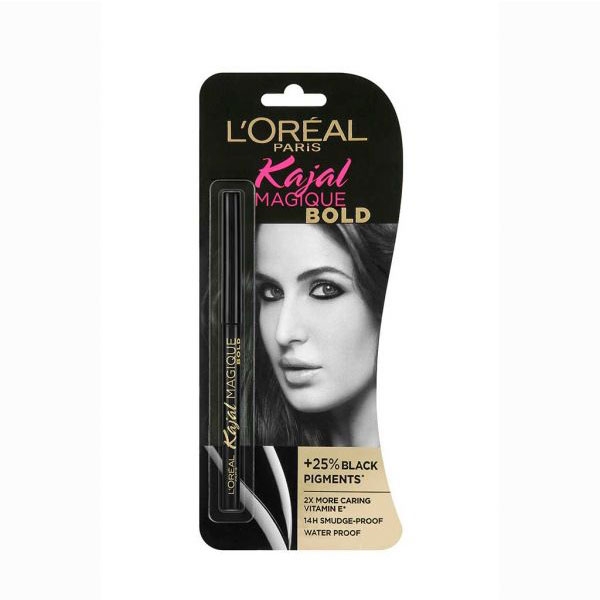 L'ORÉAL
PARIS
Kajal
MAGIQUE
BOLD
L'ORÉAL Kajal MAGIQUE BOLD
+25% BLACK
PIGMENTS*
2X MORE CARING
VITAMIN E*
14H SMUDGE-PROOF
WATER PROOF